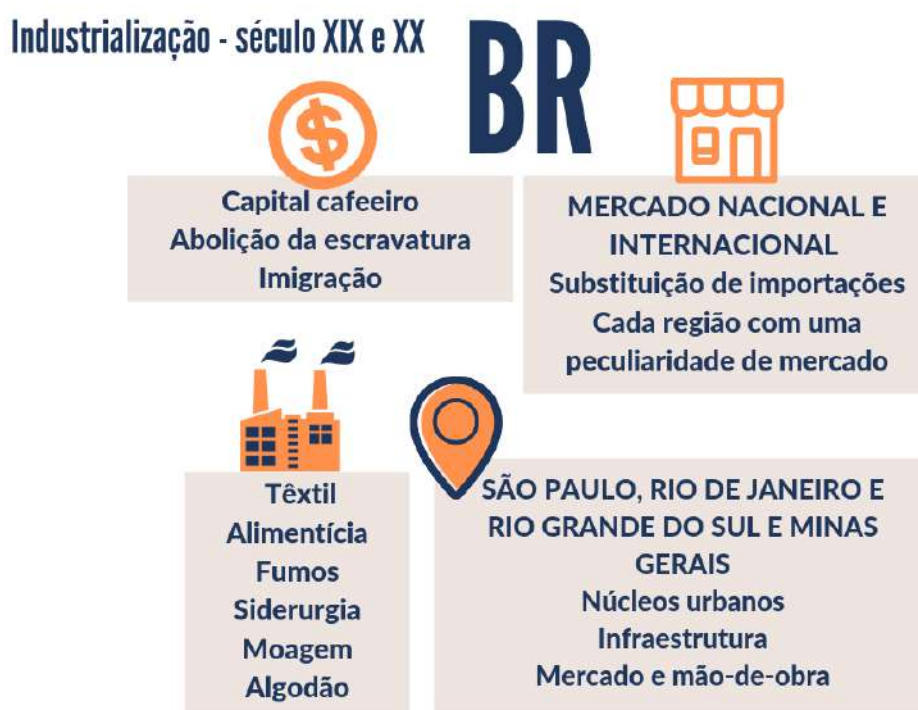 Industrialização - século XIX e XX
BR
$
Capital cafeeiro
Abolição da escravatura
Imigração
MERCADO NACIONAL E
INTERNACIONAL
Substituição de importações
Cada região com uma
peculiaridade de mercado
Têxtil
Alimentícia
Fumos
Siderurgia
Moagem
Algodão
SÃO PAULO, RIO DE JANEIRO E
RIO GRANDE DO SUL E MINAS
GERAIS
Núcleos urbanos
Infraestrutura
Mercado e mão-de-obra